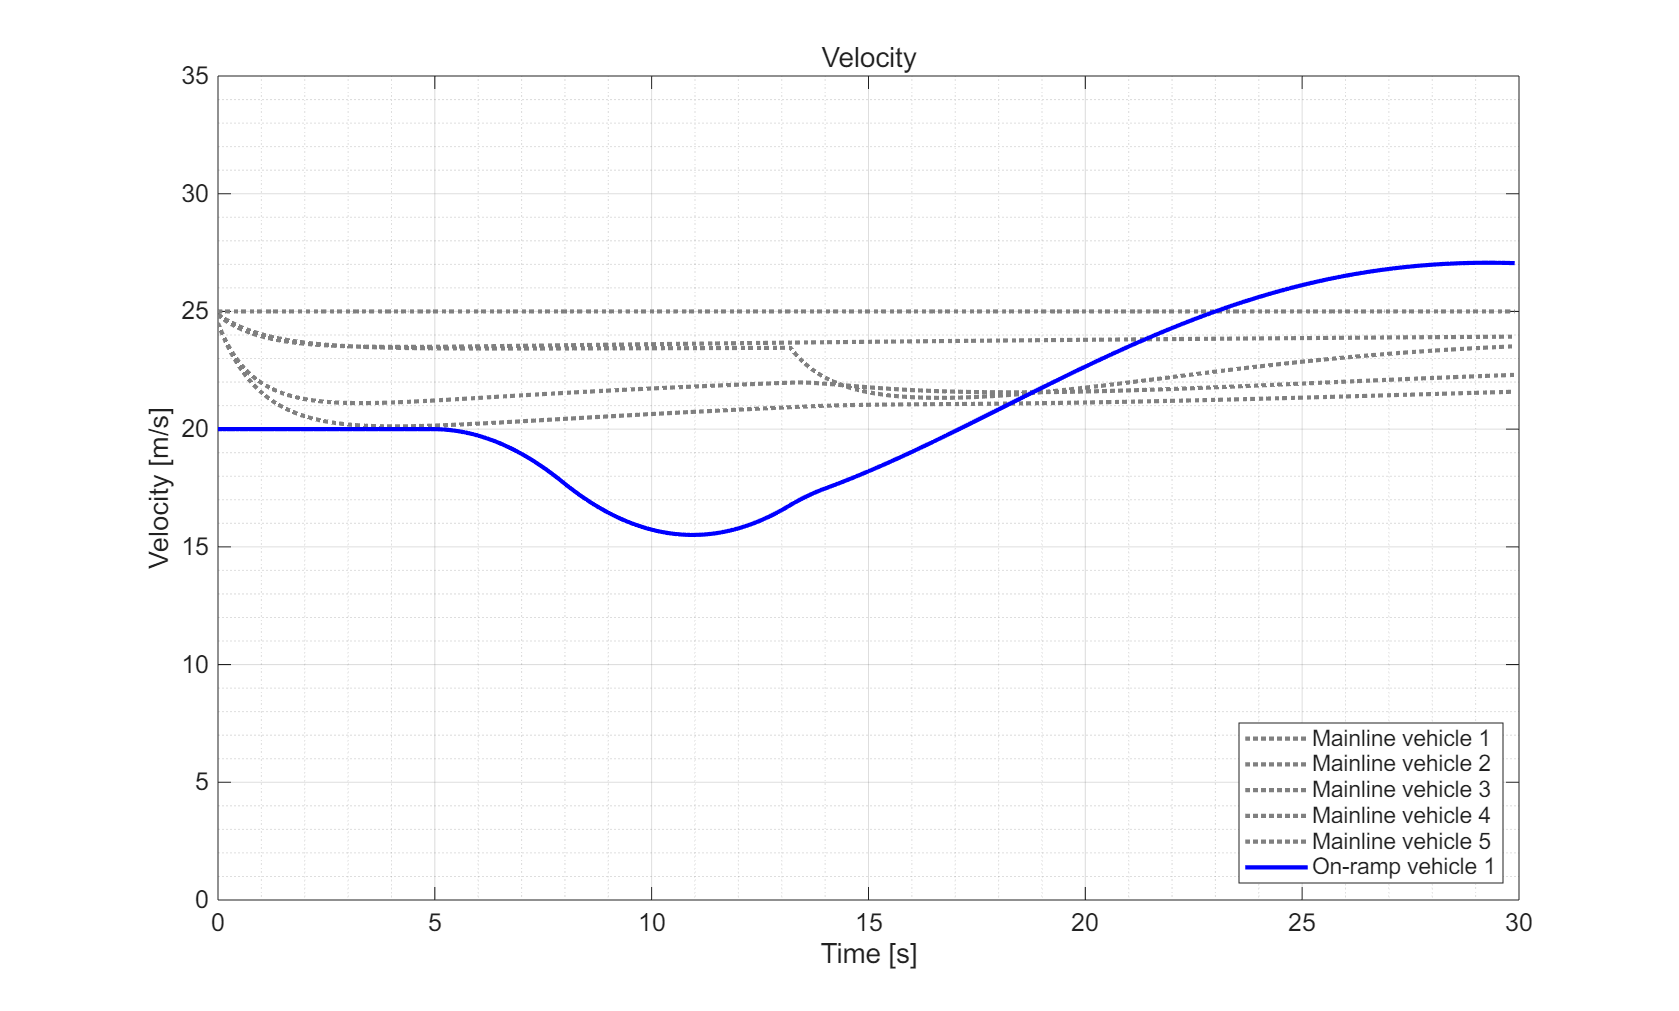 Velocity
35
30
25
20
15
10
5
0
Velocity [m/s]
0 5 10 15 20 25 30
Time [s]
Mainline vehicle 1
Mainline vehicle 2
Mainline vehicle 3
Mainline vehicle 4
Mainline vehicle 5
On-ramp vehicle 1